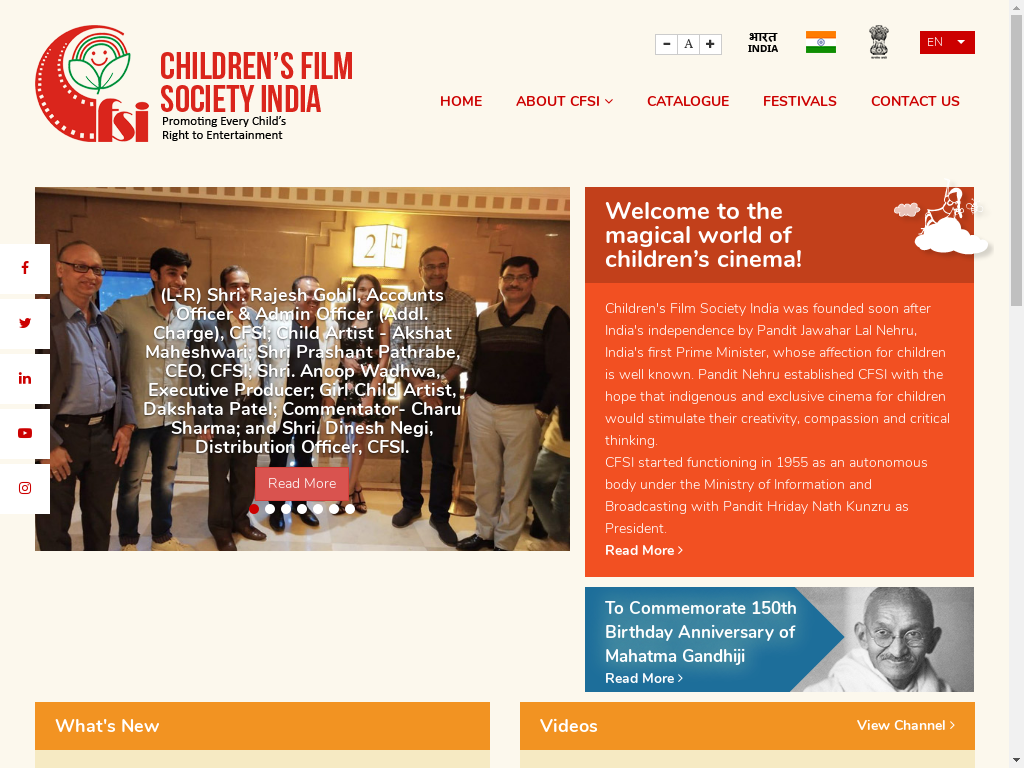 fsi
CHILDREN'S FILM
SOCIETY INDIA
Promoting Every Child's
Right to Entertainment
- A +
भारत
INDIA
EN
HOME ABOUT CFSI CATALOGUE FESTIVALS CONTACT US
2
(L-R) Shri. Rajesh Gohil, Accounts
Officer & Admin Officer (Addl.
Charge), CFSI; Child Artist - Akshat
Maheshwari; Shri Prashant Pathrabe,
CEO, CFSI; Shri. Anoop Wadhwa,
Executive Producer; Girl Child Artist,
Dakshata Patel; Commentator- Charu
Sharma; and Shri. Dinesh Negi,
Distribution Officer, CFSI.
Read More
Welcome to the
magical world of
children's cinema!
Children's Film Society India was founded soon after
India's independence by Pandit Jawahar Lal Nehru,
India's first Prime Minister, whose affection for children
is well known. Pandit Nehru established CFSI with the
hope that indigenous and exclusive cinema for children
would stimulate their creativity, compassion and critical
thinking.
CFSI started functioning in 1955 as an autonomous
body under the Ministry of Information and
Broadcasting with Pandit Hriday Nath Kunzru as
President.
Read More
To Commemorate 150th
Birthday Anniversary of
Mahatma Gandhiji
Read More
What's New
Videos
View Channel